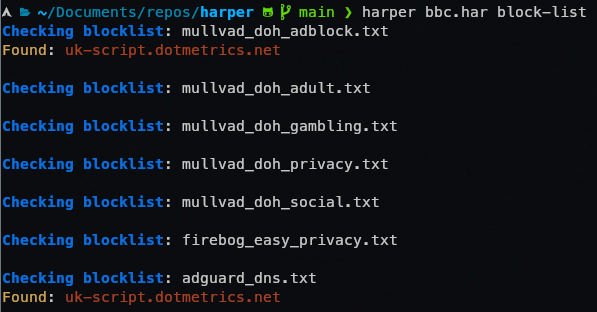 ~/Documents/repos/harper main ❯ harper bbc.har block-list
Checking blocklist: mullvad_doh_adblock.txt
Found: uk-script.dotmetrics.net
Checking blocklist: mullvad_doh_adult.txt
Checking blocklist: mullvad_doh_gambling.txt
Checking blocklist: mullvad_doh_privacy.txt
Checking blocklist: mullvad_doh_social.txt
Checking blocklist: firebog_easy_privacy.txt
Checking blocklist: adguard_dns.txt
Found: uk-script.dotmetrics.net